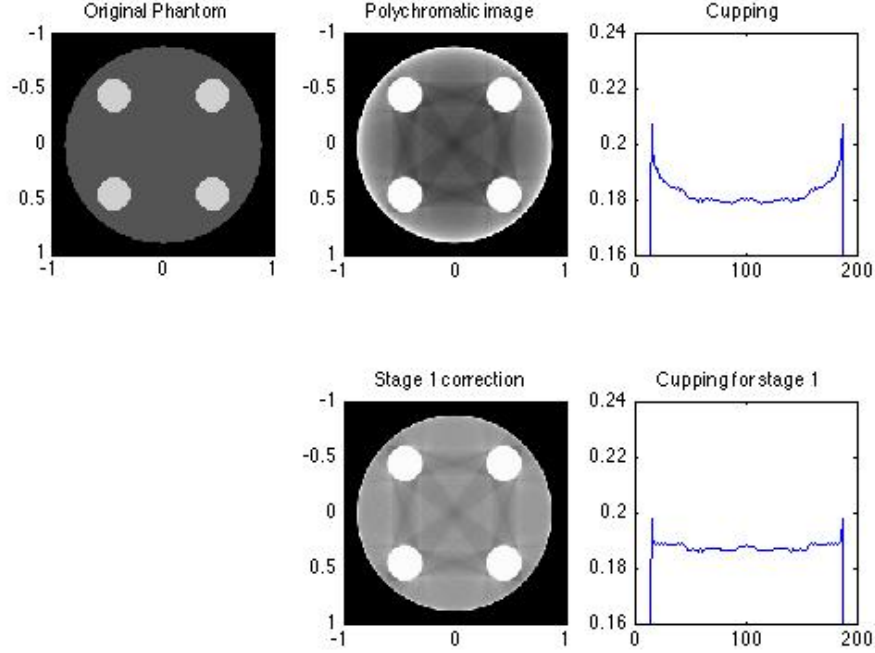 Original Phantom
-1
-0.5
0
0.5
1
-1 0 1
Polychromatic image
-1
-0.5
0
0.5
1
-1 0 1
Cupping
0.24
0.22
0.2
0.18
0.16
0 100 200
Stage 1 correction
-1
-0.5
0
0.5
1
-1 0 1
Cupping for stage 1
0.24
0.22
0.2
0.18
0.16
0 100 200